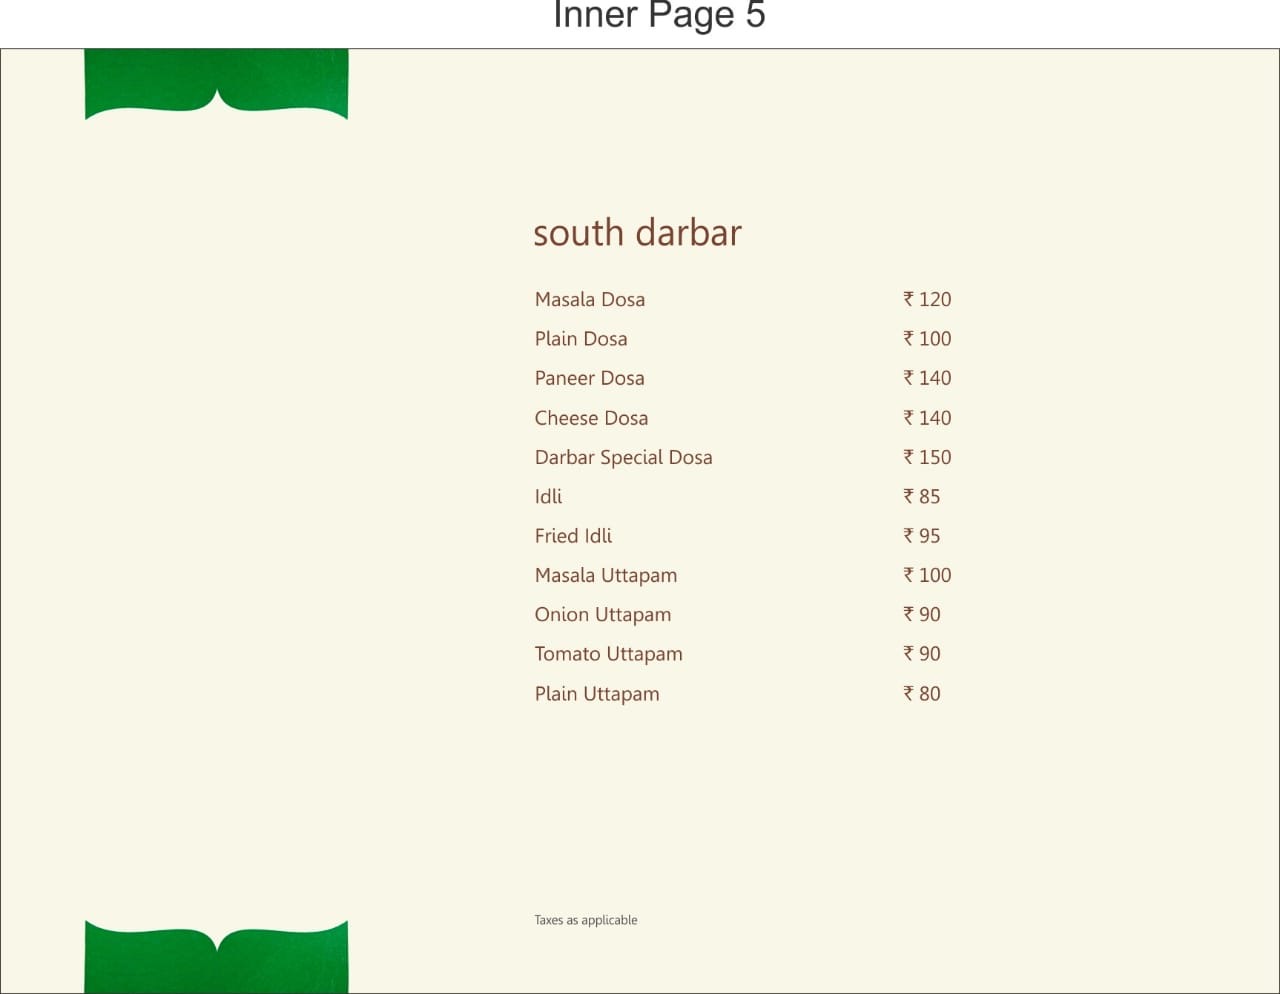 Inner Page 5
south darbar
Masala Dosa ₹ 120
Plain Dosa ₹ 100
Paneer Dosa ₹ 140
Cheese Dosa ₹ 140
Darbar Special Dosa ₹ 150
Idli ₹ 85
Fried Idli ₹ 95
Masala Uttapam ₹ 100
Onion Uttapam ₹ 90
Tomato Uttapam ₹ 90
Plain Uttapam ₹ 80
Taxes as applicable